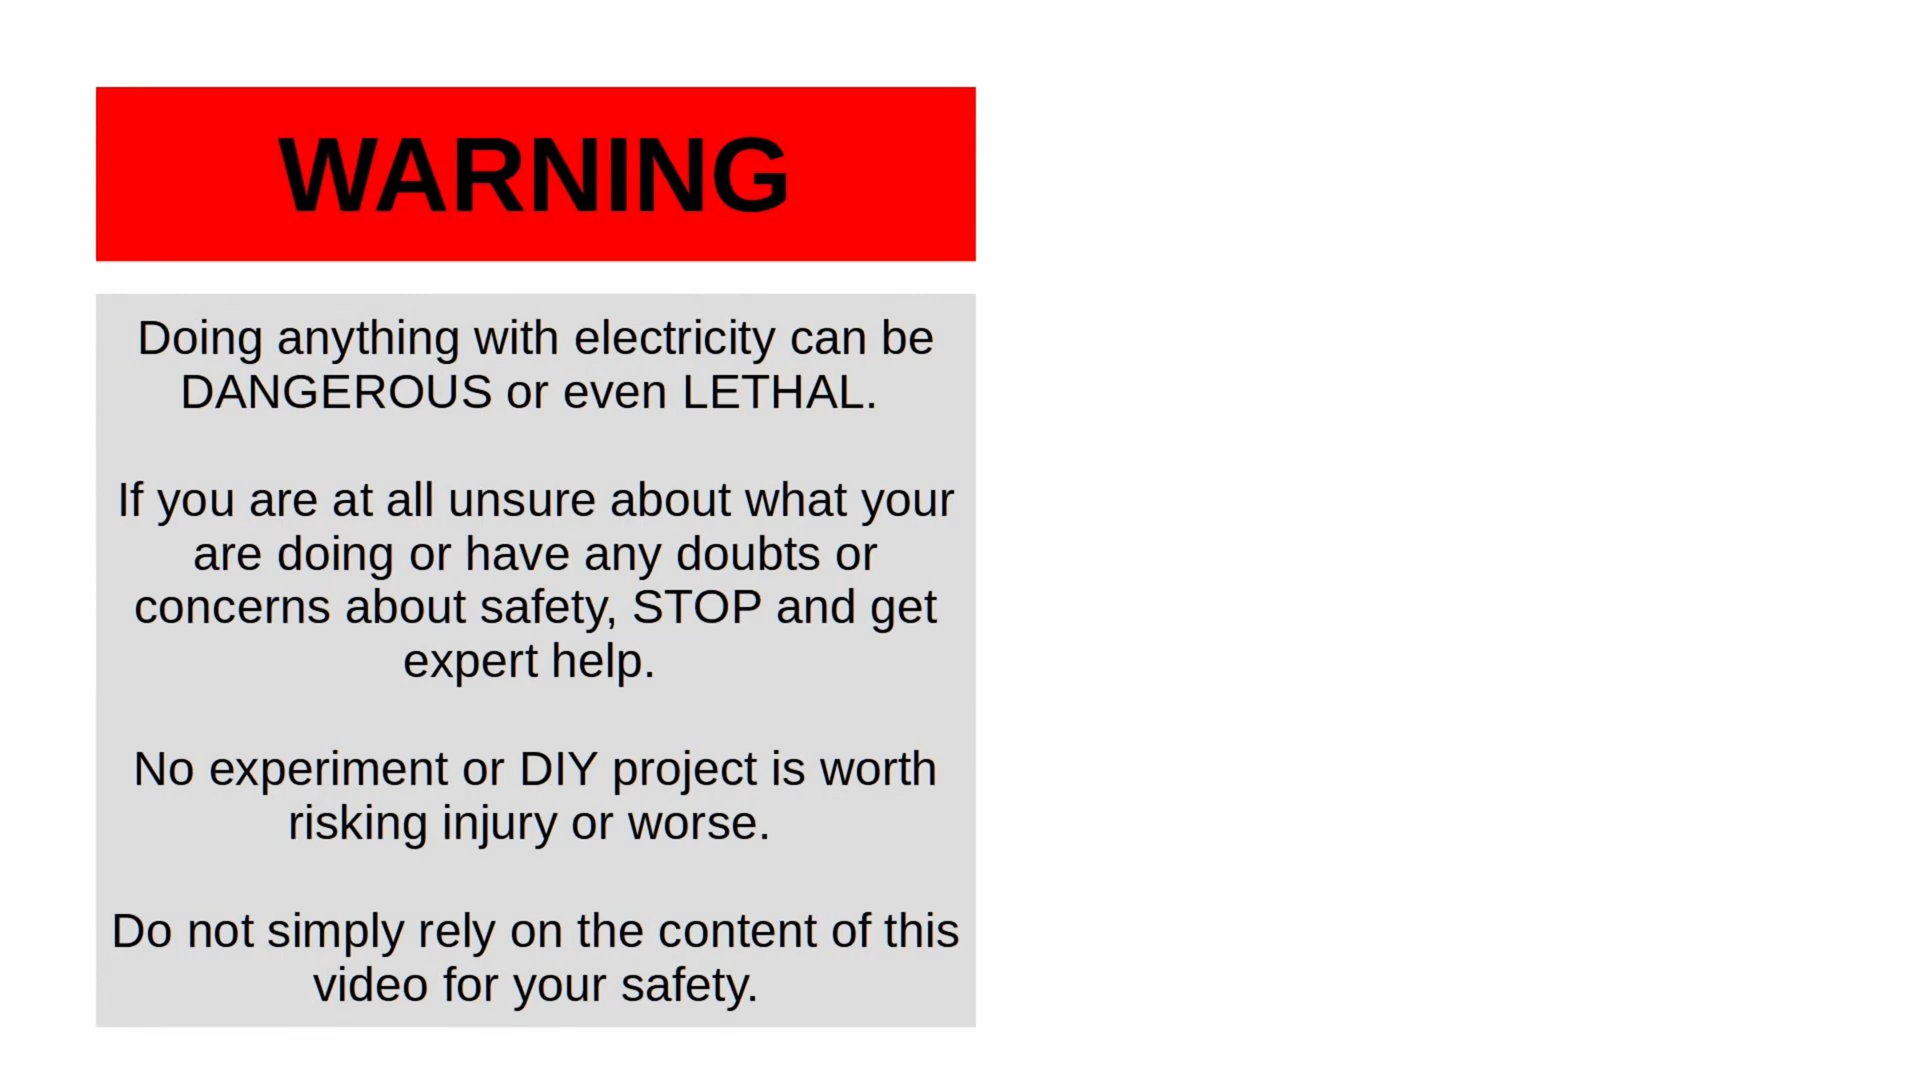 WARNING
Doing anything with electricity can be
DANGEROUS or even LETHAL.
If you are at all unsure about what your
are doing or have any doubts or
concerns about safety, STOP and get
expert help.
No experiment or DIY project is worth
risking injury or worse.
Do not simply rely on the content of this
video for your safety.